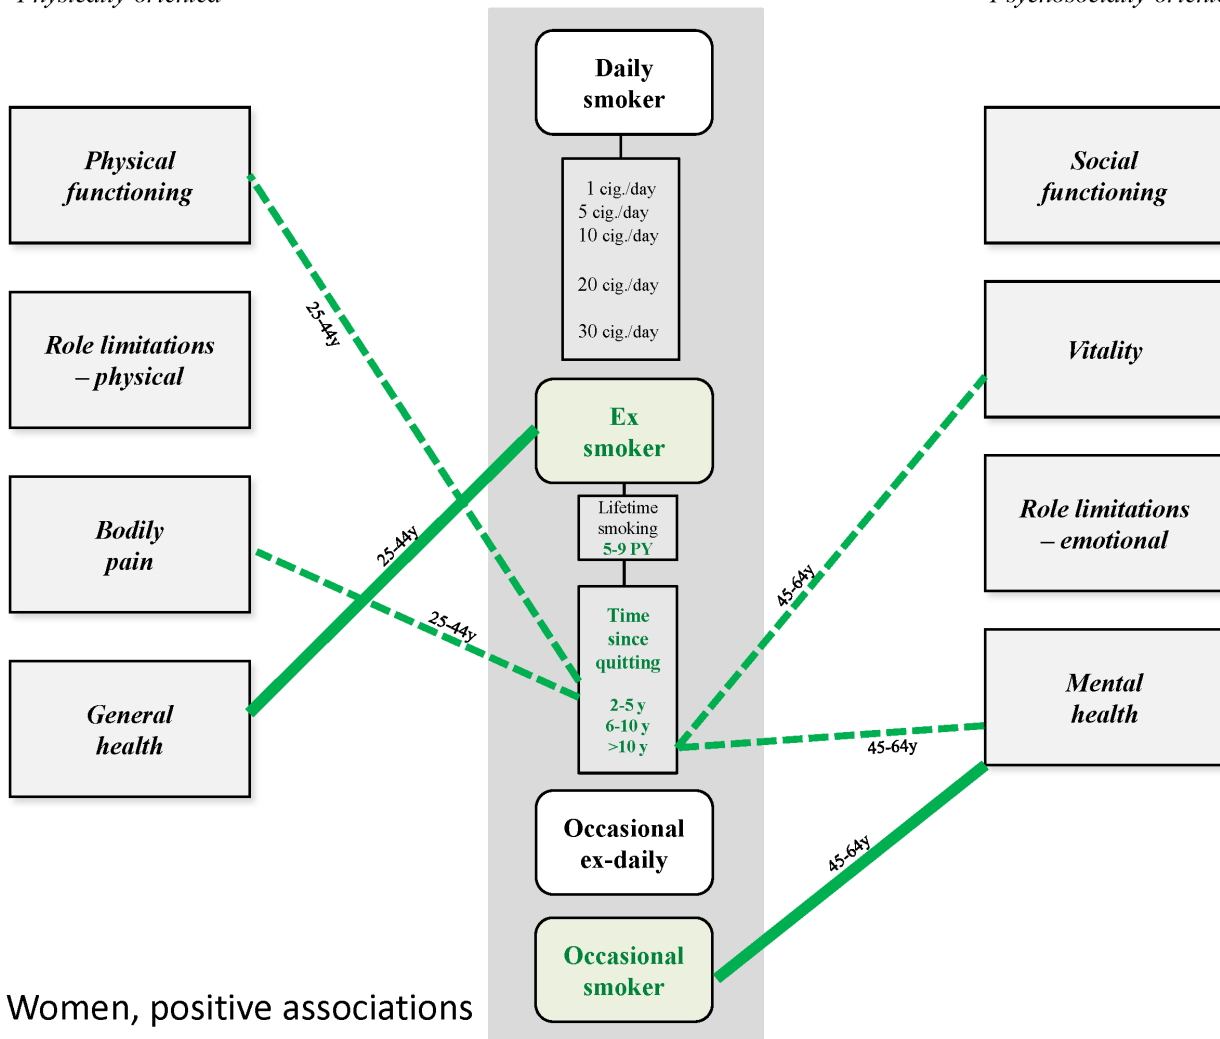 Physically oriented
Psychosocially
Daily
smoker
1 cig./day
5 cig./day
10 cig./day
20 cig./day
30 cig./day
Physical
functioning
Role limitations
– physical
Bodily
pain
General
health
25-44y
25-44y
25-44y
Ex
smoker
Lifetime
smoking
5-9 PY
Time
since
quitting
2-5 y
6-10 y
>10 y
Occasional
ex-daily
Occasional
smoker
Social
functioning
Vitality
Role limitations
– emotional
Mental
health
45-64y
45-64y
45-64y
Women, positive associations